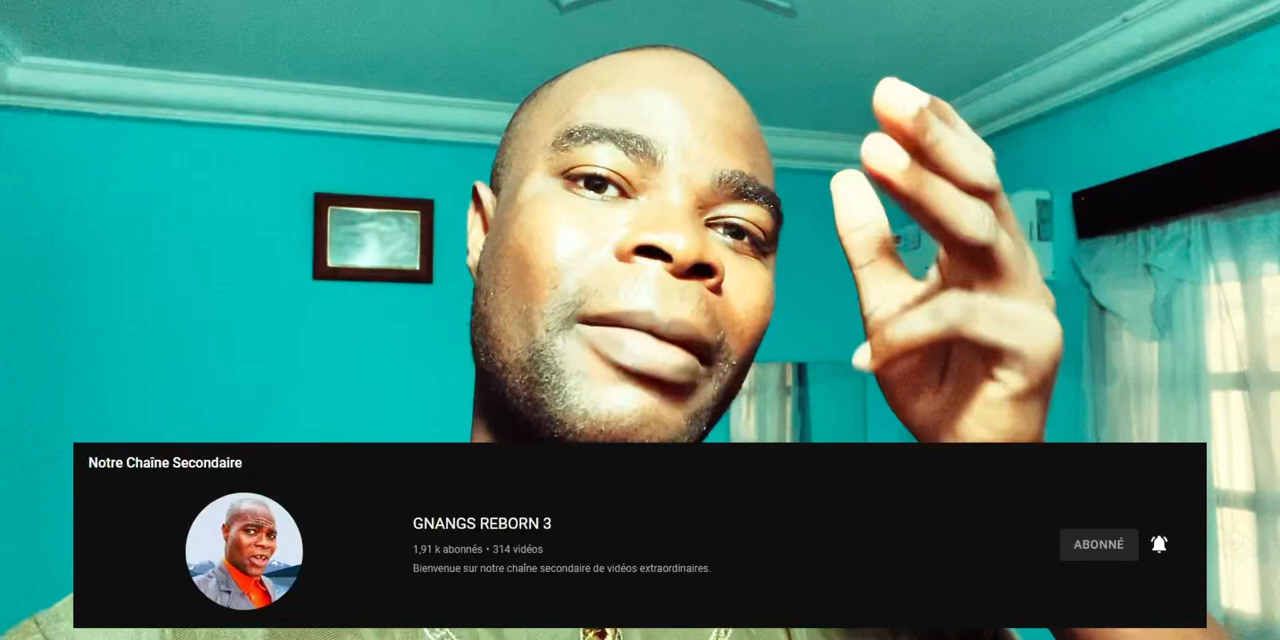 Notre Chaîne Secondaire
GNANGS REBORN 3
1,91 k abonnés • 314 vidéos
Bienvenue sur notre chaîne secondaire de vidéos extraordinaires.
ABONNÉ